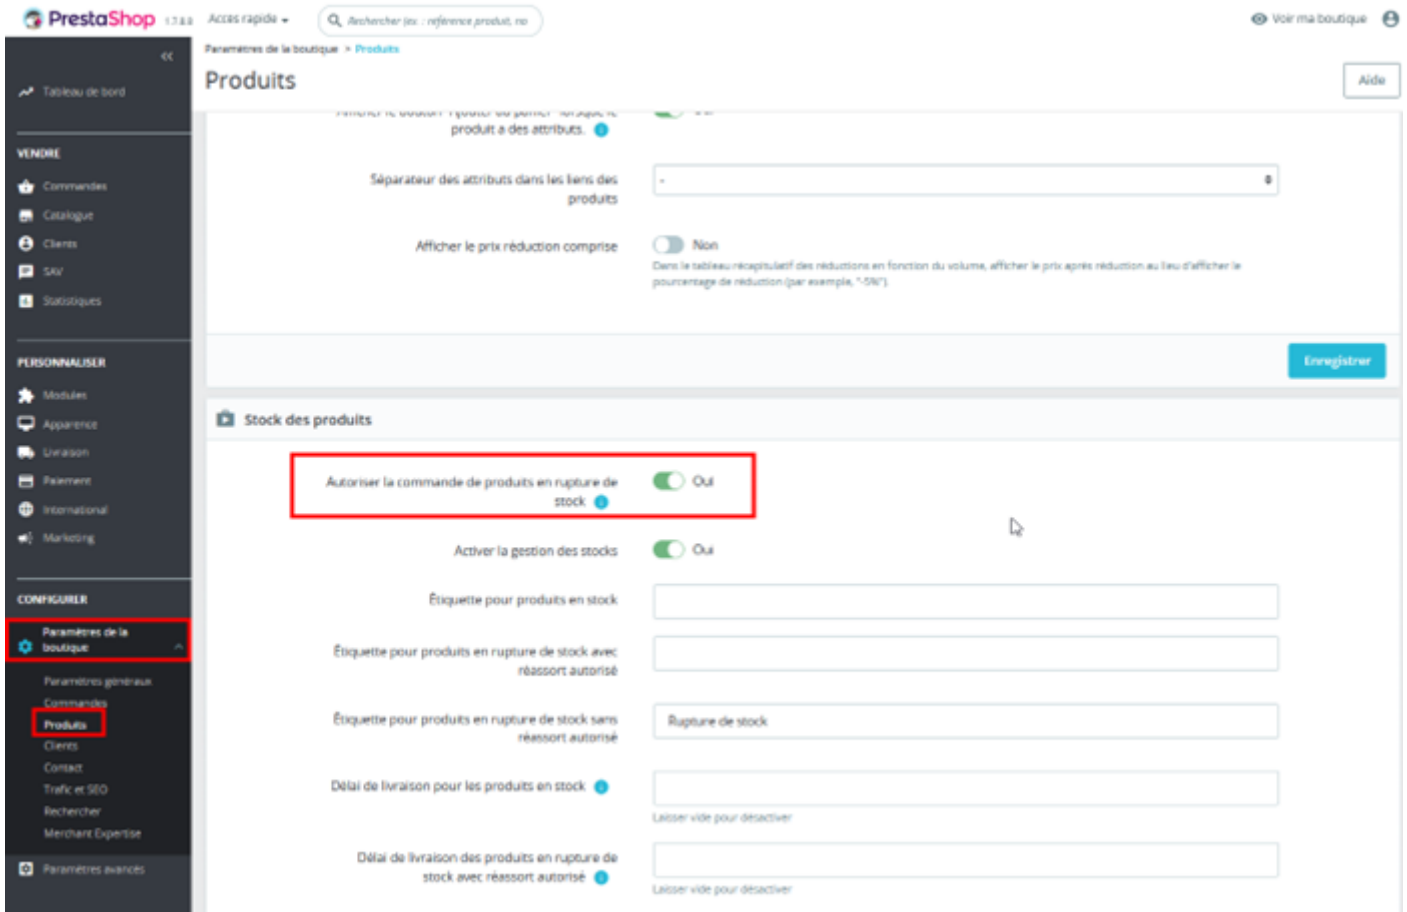 PrestaShop 1.7.8.8 Accès rapide Rechercher (ex. : référence produit, no Voir ma boutique
Paramètres de la boutique > Produits
Produits
Aide
Tableau de bord
VENDRE
Commandes
Catalogue
Clients
SAV
Statistiques
PERSONNALISER
Modules
Apparence
Livraison
Paiement
International
Marketing
CONFIGURER
Paramètres de la
boutique
Paramètres généraux
Commandes
Produits
Clients
Contact
Trafic et SEO
Rechercher
Merchant Expertise
Paramètres avancés
produit a des attributs.
Séparateur des attributs dans les liens des
produits
-
Afficher le prix réduction comprise
Non
Dans le tableau récapitulatif des réductions en fonction du volume, afficher le prix après réduction au lieu d'afficher le
pourcentage de réduction (par exemple, "-5%").
Enregistrer
Stock des produits
Autoriser la commande de produits en rupture de
stock
Oui
Activer la gestion des stocks
Oui
Étiquette pour produits en stock
Étiquette pour produits en rupture de stock avec
réassort autorisé
Étiquette pour produits en rupture de stock sans
réassort autorisé
Rupture de stock
Délai de livraison pour les produits en stock
Laisser vide pour désactiver
Délai de livraison des produits en rupture de
stock avec réassort autorisé
Laisser vide pour désactiver